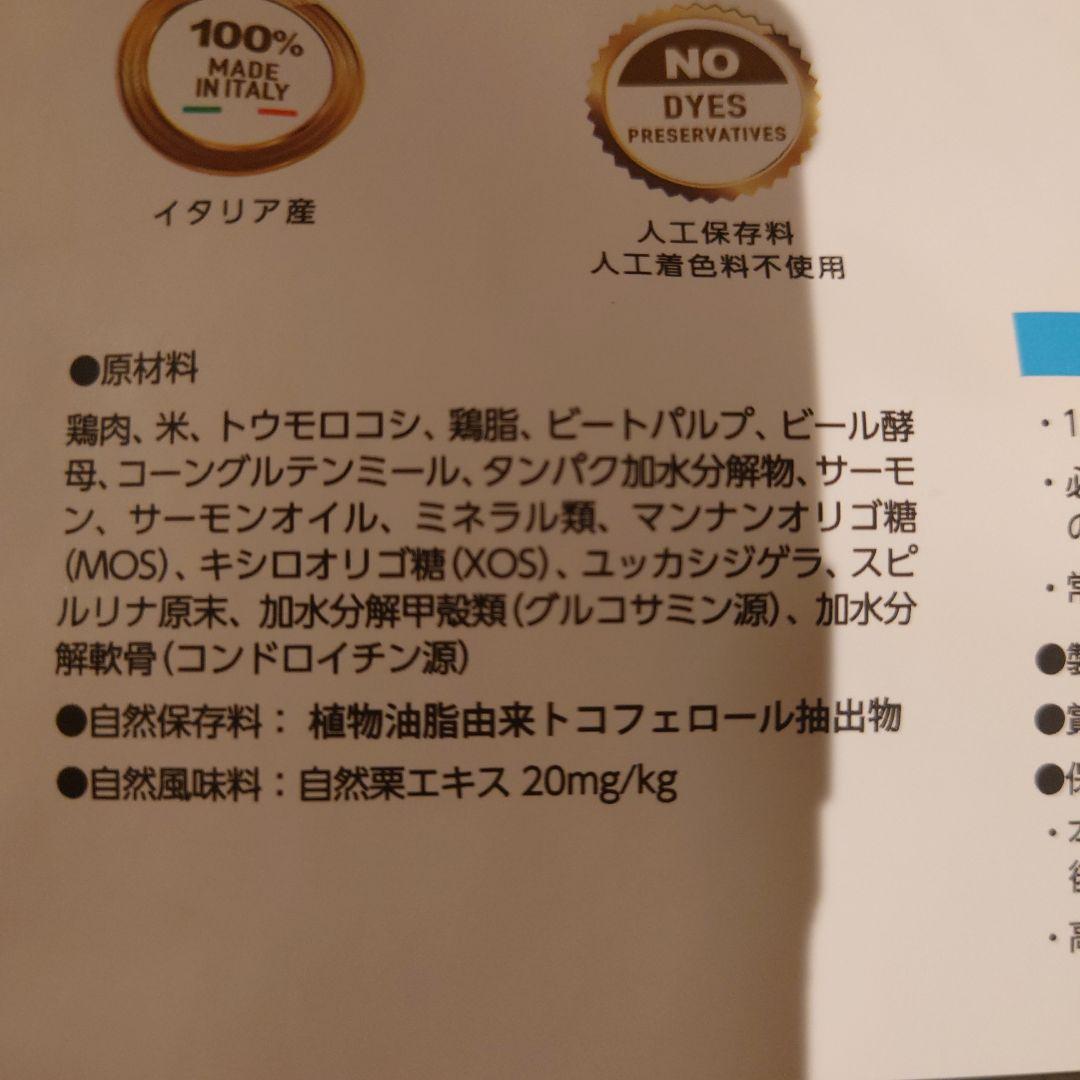 100%
MADE
IN ITALY
イタリア産
NO
DYES
PRESERVATIVES
人工保存料
人工着色料不使用
●原材料
鶏肉、米、トウモロコシ、鶏脂、ビートパルプ、ビール酵
母、コーングルテンミール、タンパク加水分解物、サーモ
ン、サーモンオイル、ミネラル類、マンナンオリゴ糖
(MOS)、キシロオリゴ糖(XOS)、ユッカシジゲラ、スピ
ルリナ原末、加水分解甲殻類(グルコサミン源)、加水分
解軟骨(コンドロイチン源)
●自然保存料：植物油脂由来トコフェロール抽出物
●自然風味料：自然栗エキス 20mg/kg
・1
・必
の
・常